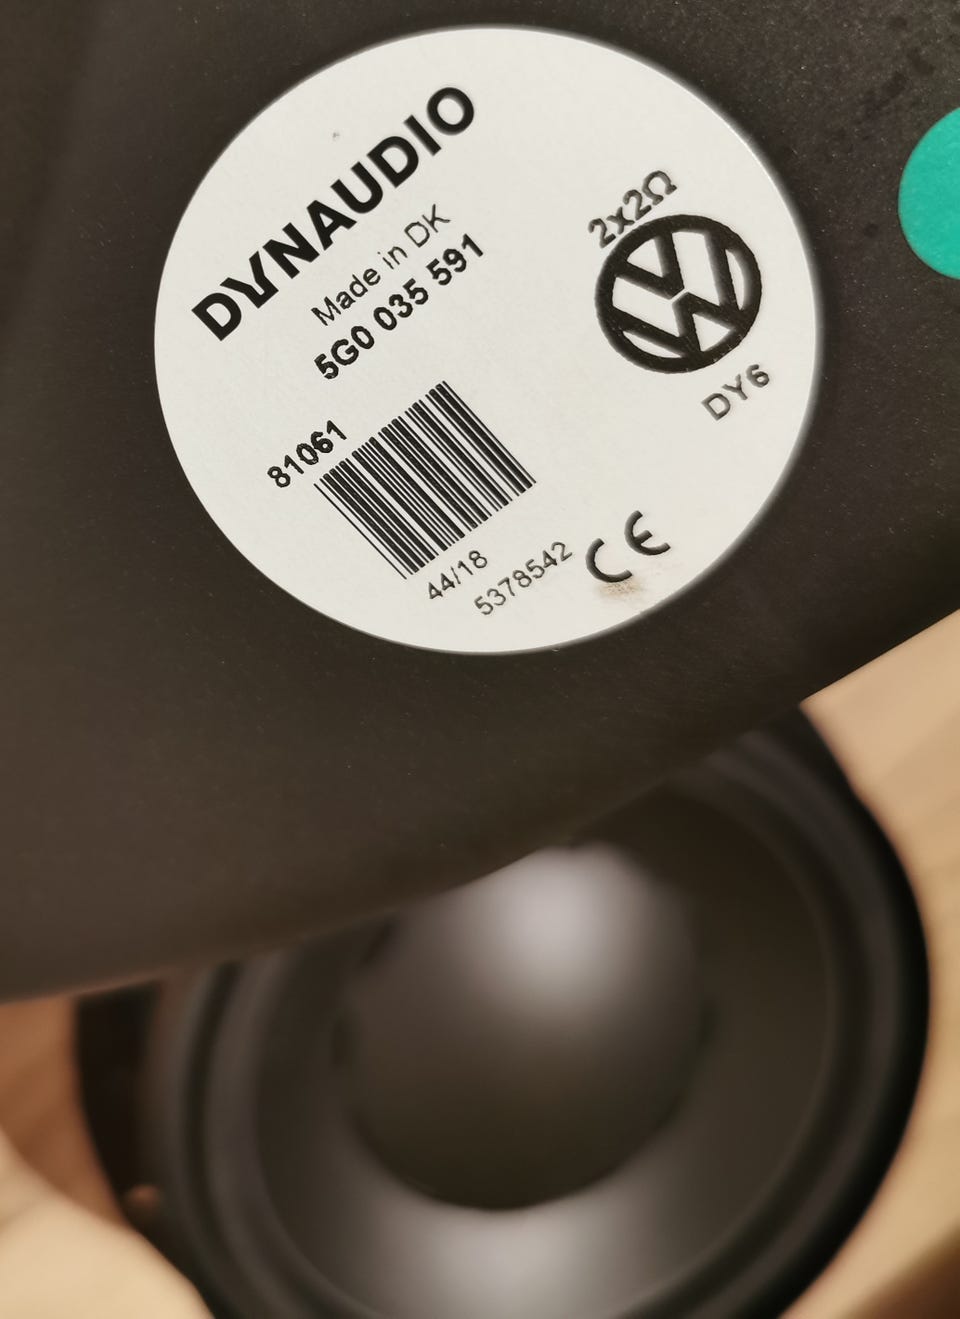 DYNAUDIO
Made in DK
5G0 035 591
2x2Ω
DY6
81061
44/18
5378542
CE